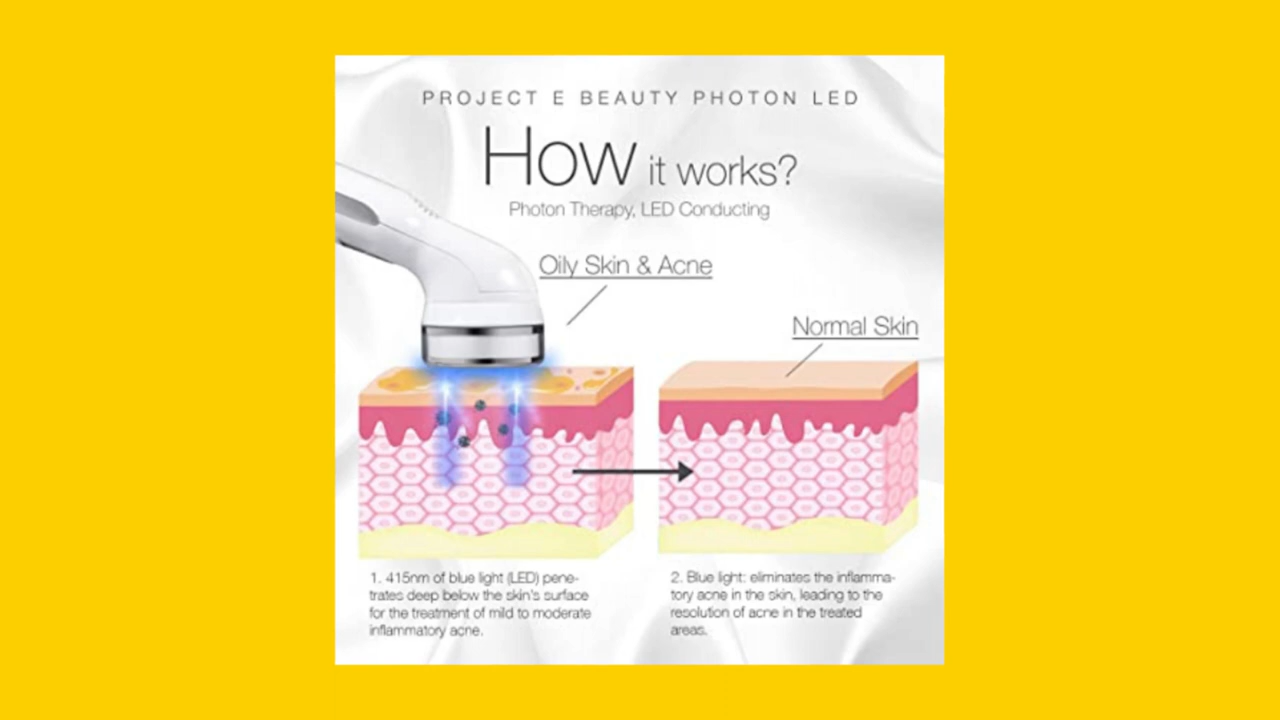 PROJECT E BEAUTY PHOTON LED
How it works?
Photon Therapy, LED Conducting
Oily Skin & Acne
Normal Skin
1. 415nm of blue light (LED) pene-
trates deep below the skin's surface
for the treatment of mild to moderate
inflammatory acne.
2. Blue light: eliminates the inflamma-
tory acne in the skin, leading to the
resolution of acne in the treated
areas.